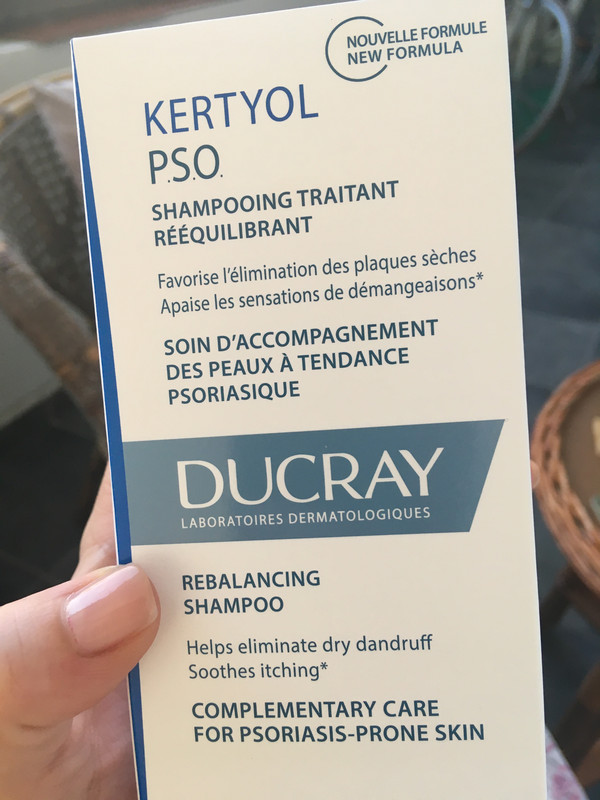 NOUVELLE FORMULE
NEW FORMULA
KERTYOL
P.S.O.
SHAMPOOING TRAITANT
RÉÉQUILIBRANT
Favorise l'élimination des plaques sèches
Apaise les sensations de démangeaisons*
SOIN D'ACCOMPAGNEMENT
DES PEAUX À TENDANCE
PSORIASIQUE
DUCRAY
LABORATOIRES DERMATOLOGIQUES
REBALANCING
SHAMPOO
Helps eliminate dry dandruff
Soothes itching*
COMPLEMENTARY CARE
FOR PSORIASIS-PRONE SKIN